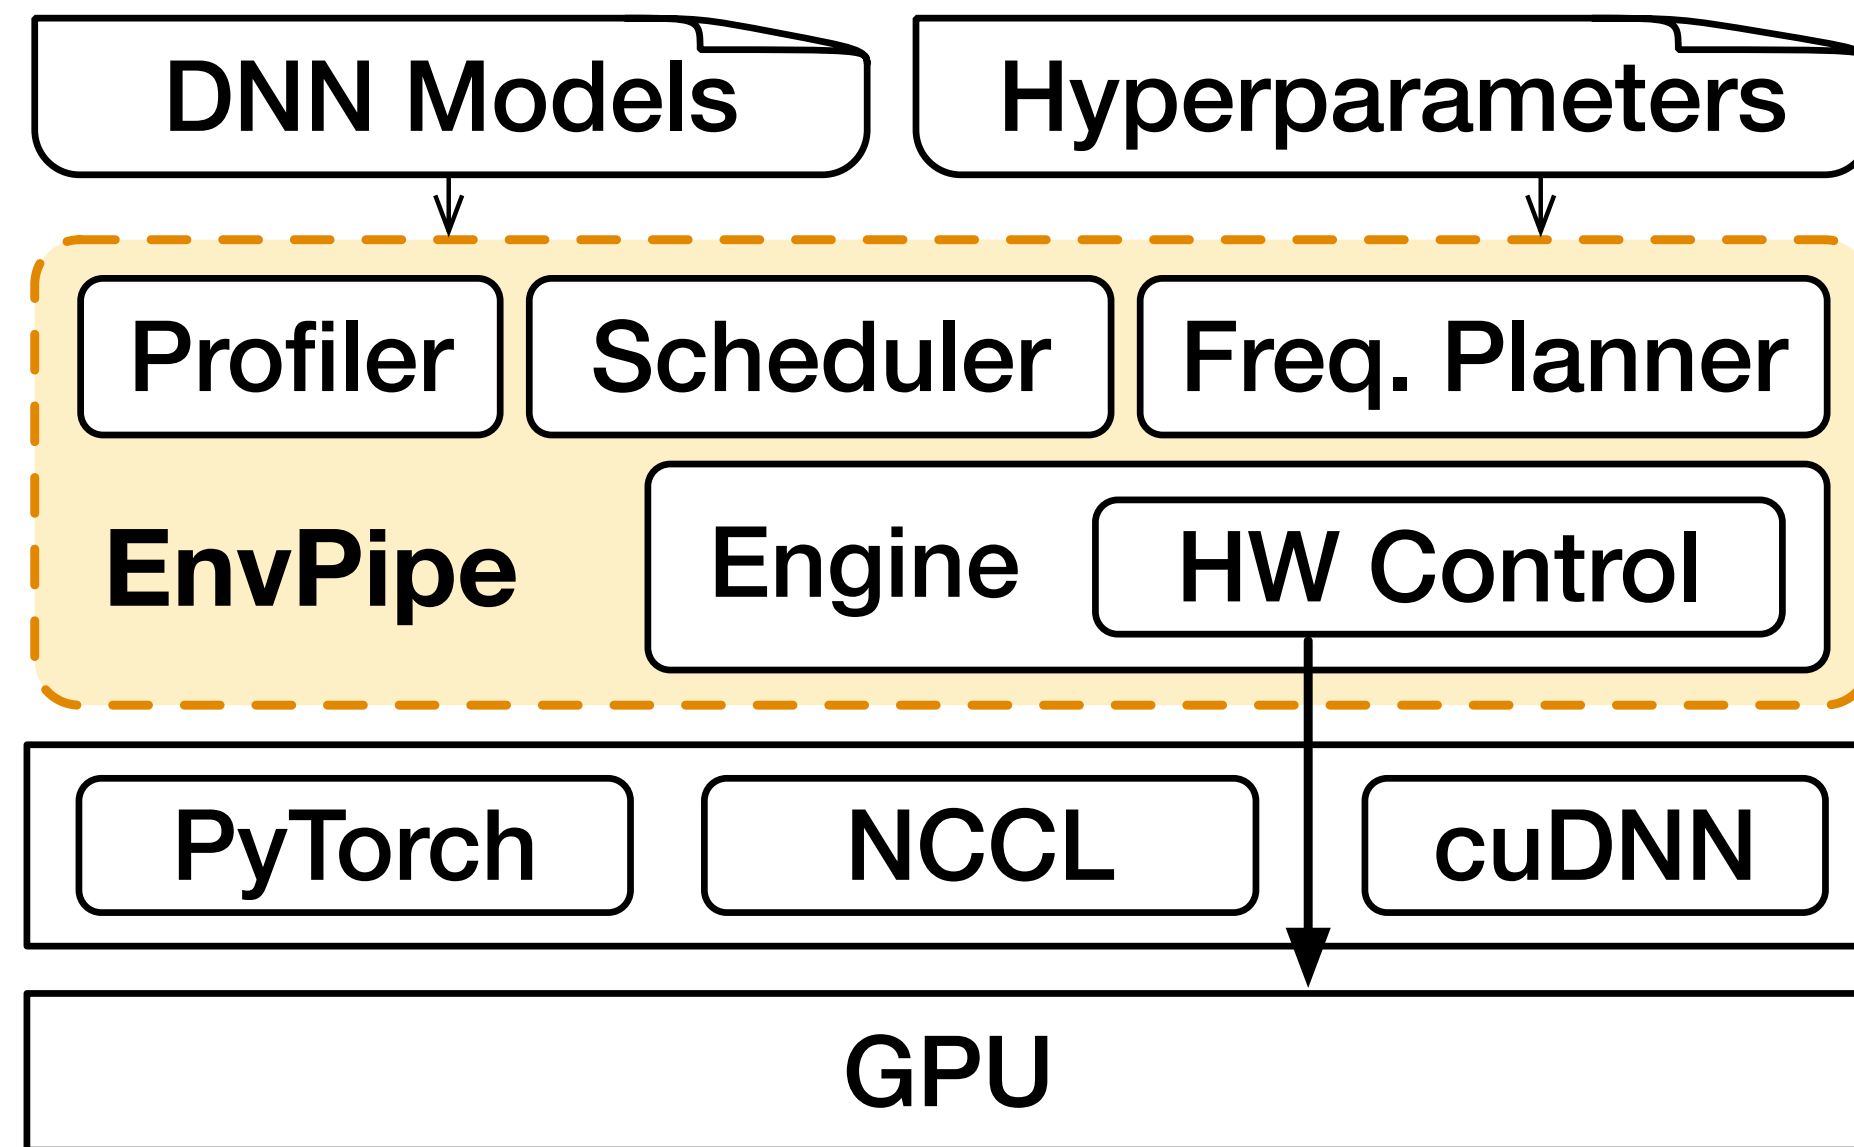 DNN Models
Hyperparameters
Profiler
Scheduler
Freq. Planner
EnvPipe
Engine
HW Control
PyTorch
NCCL
cuDNN
GPU